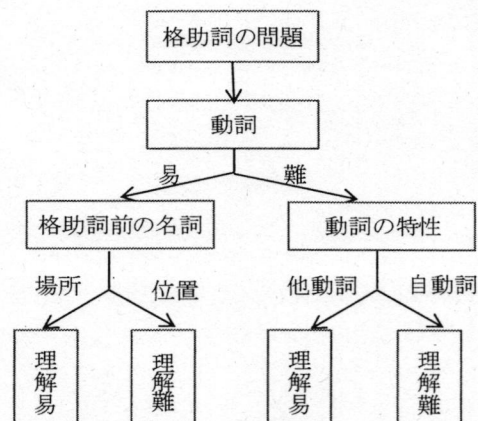 格助詞の問題
動詞
易
難
格助詞前の名詞
動詞の特性
場所
位置
他動詞
自動詞
理解易
理解難
理解易
理解難